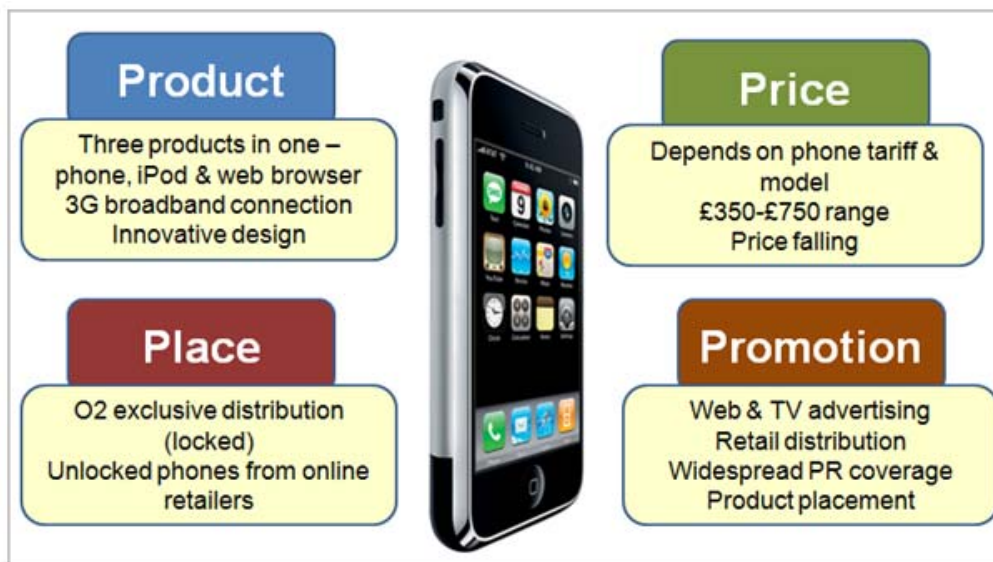 Product
Three products in one –
phone, iPod & web browser
3G broadband connection
Innovative design
Price
Depends on phone tariff &
model
£350-£750 range
Price falling
Place
O2 exclusive distribution
(locked)
Unlocked phones from online
retailers
Promotion
Web & TV advertising
Retail distribution
Widespread PR coverage
Product placement